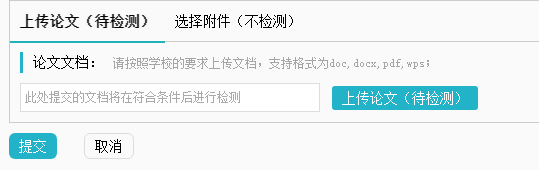 上传论文（待检测） 选择附件（不检测）
论文文档： 请按照学校的要求上传文档，支持格式为doc,docx,pdf,wps;
此处提交的文档将在符合条件后进行检测 上传论文（待检测）
提交 取消